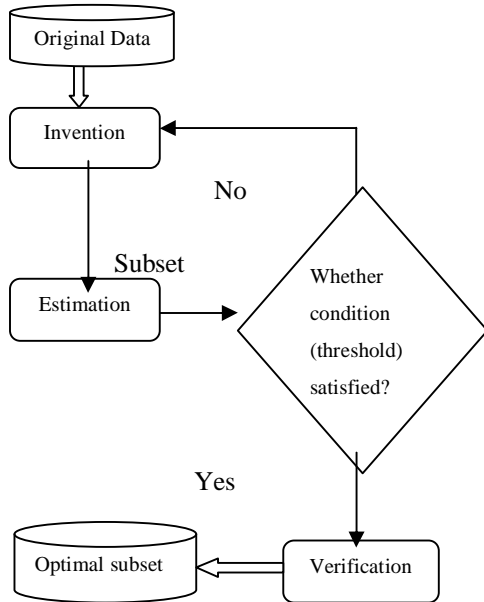 Original Data
Invention
No
Subset
Estimation
Whether
condition
(threshold)
satisfied?
Yes
Optimal subset
Verification